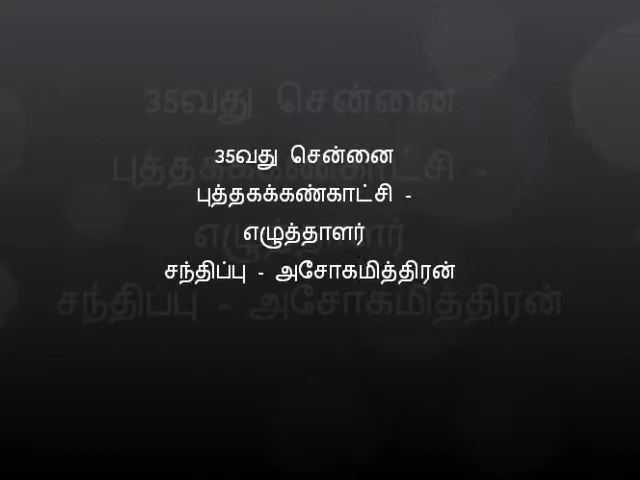 35வது சென்னை
புத்தகக்கண்காட்சி -
எழுத்தாளர்
சந்திப்பு - அசோகமித்திரன்